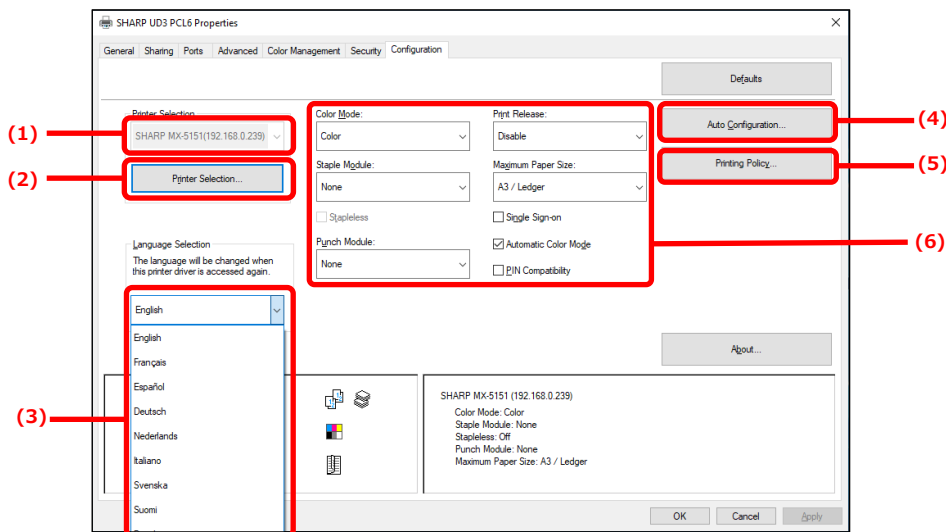 SHARP UD3 PCL6 Properties
General Sharing Ports Advanced Color Management Security Configuration
Defaults
Printer Selection
(1)
SHARP MX-5151(192.168.0.239)
(2)
Printer Selection...
Color Mode:
Color
Print Release:
Disable
Staple Module:
None
Maximum Paper Size:
A3 / Ledger
Stapleless
Single Sign-on
Punch Module:
None
Automatic Color Mode
PIN Compatibility
(6)
Auto Configuration...
(4)
Printing Policy...
(5)
Language Selection
The language will be changed when
this printer driver is accessed again.
English
(3)
English
Français
Español
Deutsch
Nederlands
Italiano
Svenska
Suomi
About...
SHARP MX-5151 (192.168.0.239)
Color Mode: Color
Staple Module: None
Stapleless: Off
Punch Module: None
Maximum Paper Size: A3 / Ledger
OK Cancel Apply